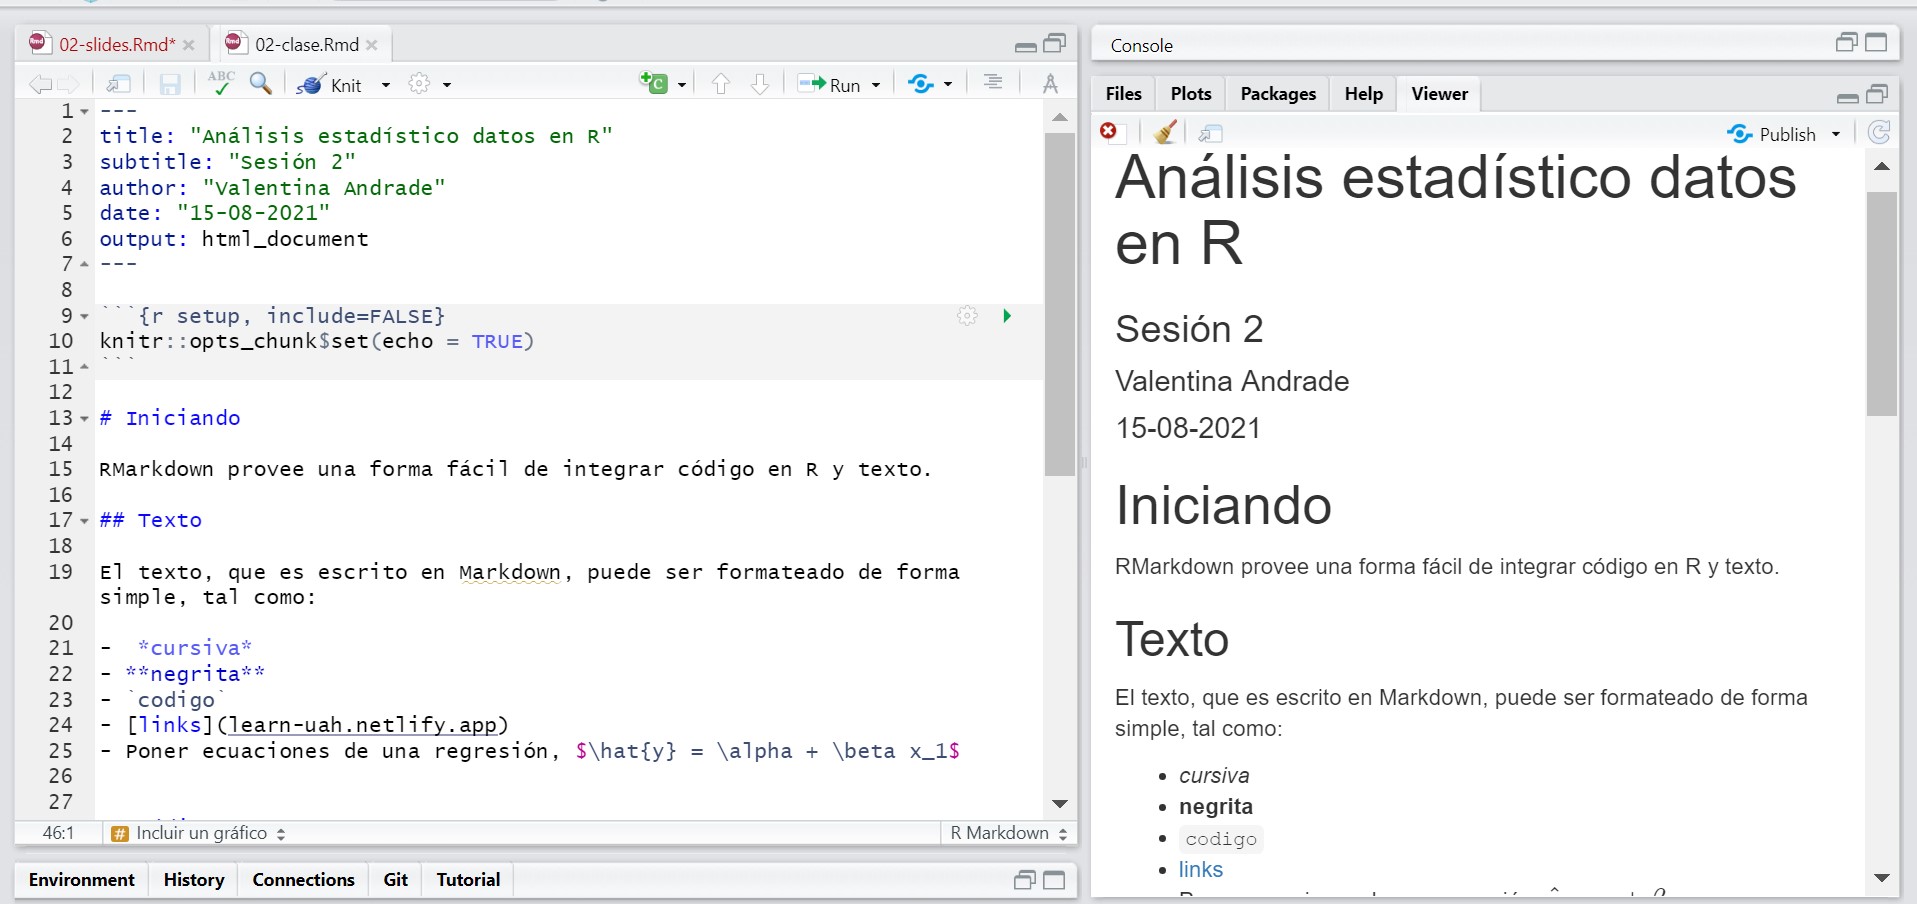 02-slides.Rmd*
02-clase.Rmd
ABC
Knit
Run
1 ---
2 title: "Análisis estadístico datos en R"
3 subtitle: "Sesión 2"
4 author: "Valentina Andrade"
5 date: "15-08-2021"
6 output: html_document
7 ---
8
9 ```{r setup, include=FALSE}
10 knitr::opts_chunk$set(echo = TRUE)
11 ```
12
13 # Iniciando
14
15 RMarkdown provee una forma fácil de integrar código en R y texto.
16
17 ## Texto
18
19 El texto, que es escrito en Markdown, puede ser formateado de forma
simple, tal como:
20
21 -  *cursiva*
22 - **negrita**
23 - `codigo`
24 - [links](learn-uah.netlify.app)
25 - Poner ecuaciones de una regresión, $\hat{y} = \alpha + \beta x_1$
26
27
46:1
# Incluir un gráfico
R Markdown
Environment
History
Connections
Git
Tutorial
Console
Files
Plots
Packages
Help
Viewer
Publish
Análisis estadístico datos
en R
Sesión 2
Valentina Andrade
15-08-2021
Iniciando
RMarkdown provee una forma fácil de integrar código en R y texto.
Texto
El texto, que es escrito en Markdown, puede ser formateado de forma
simple, tal como:
• cursiva
• negrita
• codigo
• links